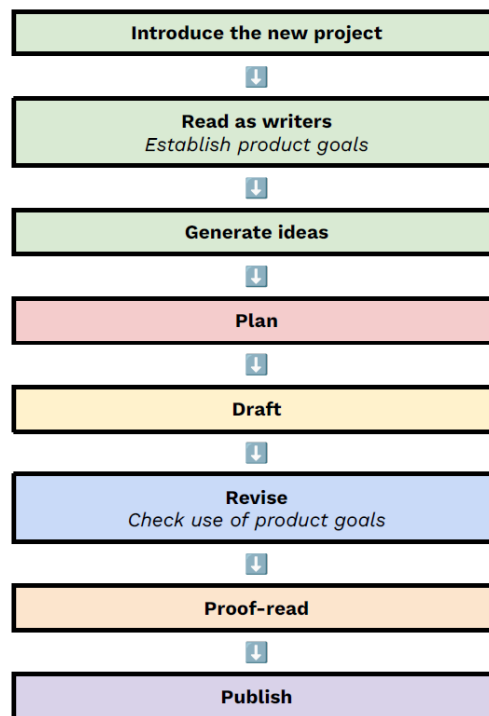 Introduce the new project
Read as writers
Establish product goals
Generate ideas
Plan
Draft
Revise
Check use of product goals
Proof-read
Publish